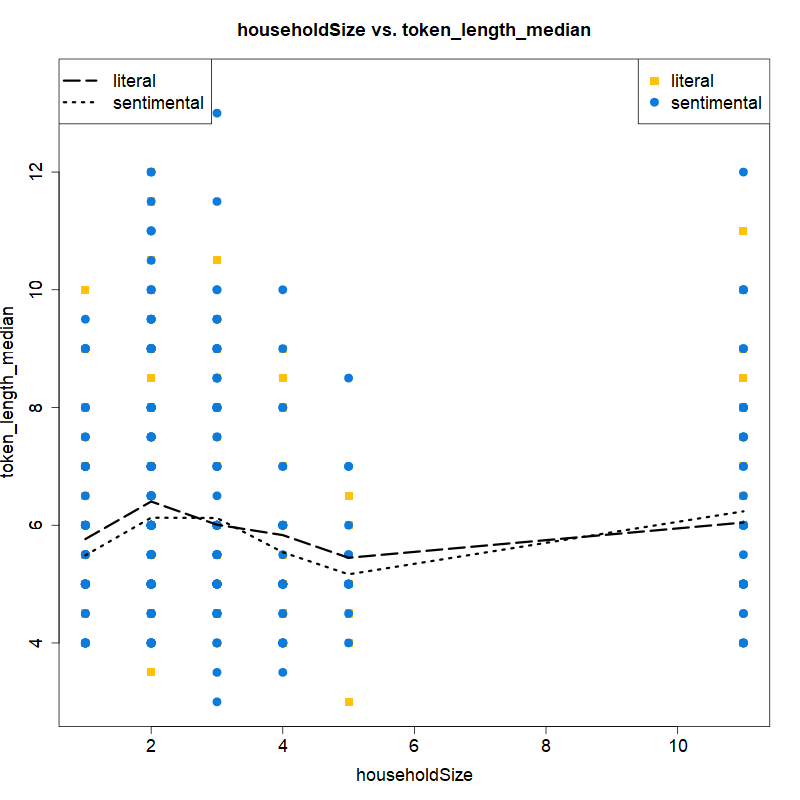 householdSize vs. token_length_median
literal
sentimental
literal
sentimental
token_length_median
12
10
8
6
4
2
4
6
8
10
householdSize